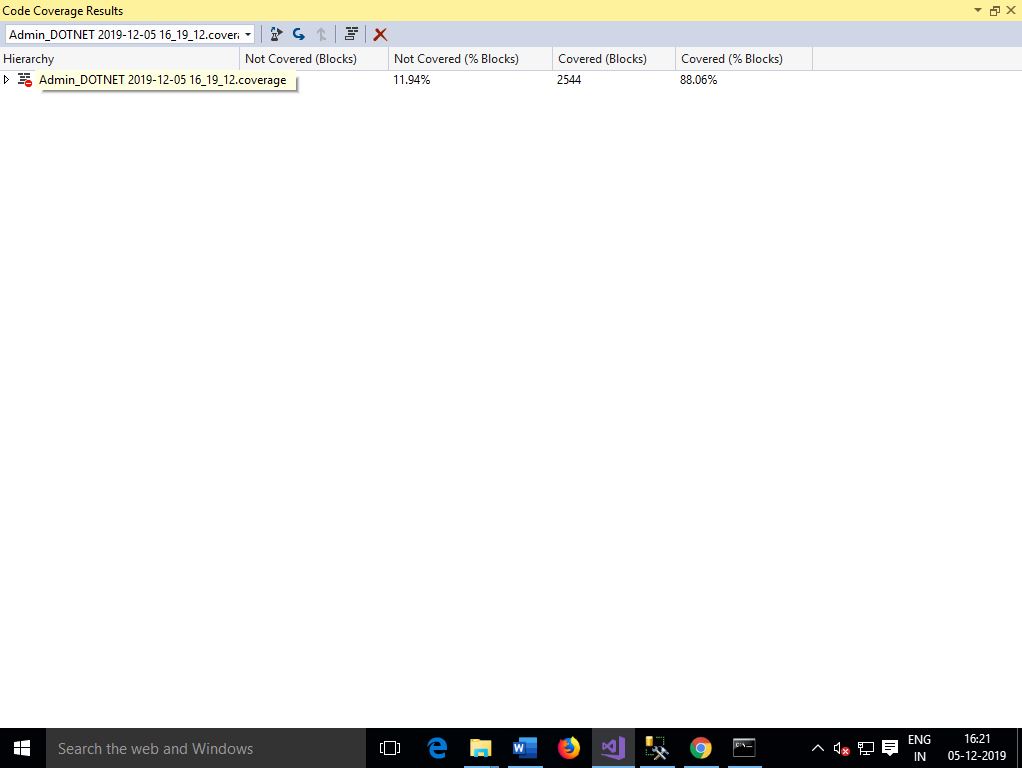 Code Coverage Results
Admin_DOTNET 2019-12-05 16_19_12.covera
Hierarchy Not Covered (Blocks) Not Covered (% Blocks) Covered (Blocks) Covered (% Blocks)
Admin_DOTNET 2019-12-05 16_19_12.coverage 11.94% 2544 88.06%
Search the web and Windows
ENG 16:21
IN 05-12-2019